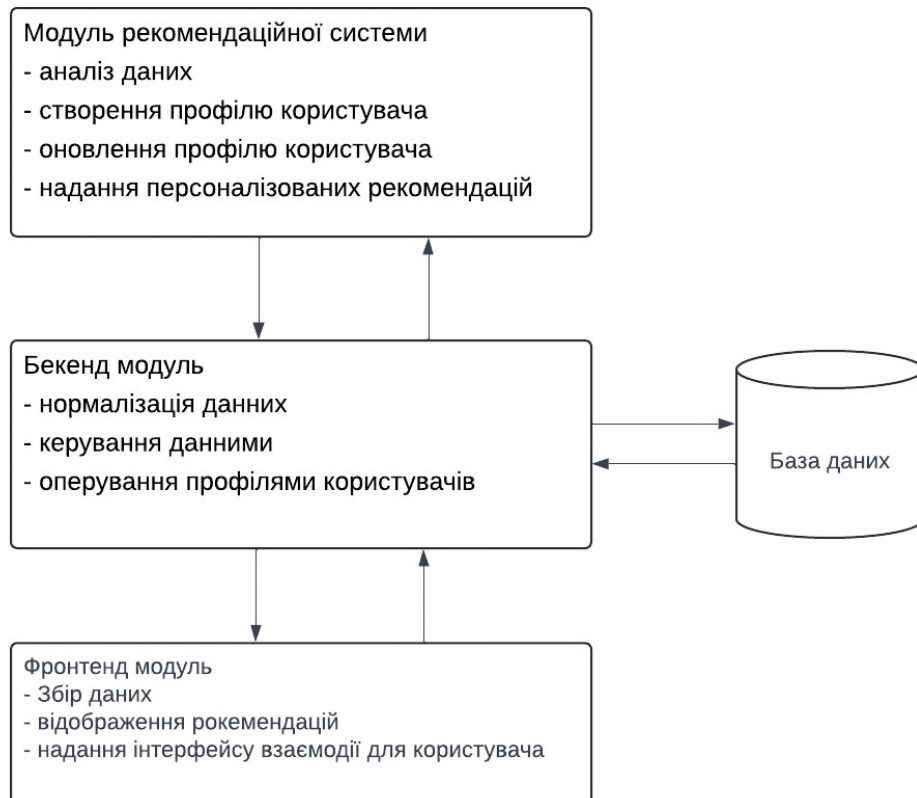 Модуль рекомендаційної системи
- аналіз даних
- створення профілю користувача
- оновлення профілю користувача
- надання персоналізованих рекомендацій
Бекенд модуль
- нормалізація данних
- керування данними
- оперування профілями користувачів
База даних
Фронтенд модуль
- Збір даних
- відображення рокемендацій
- надання інтерфейсу взаємодії для користувача